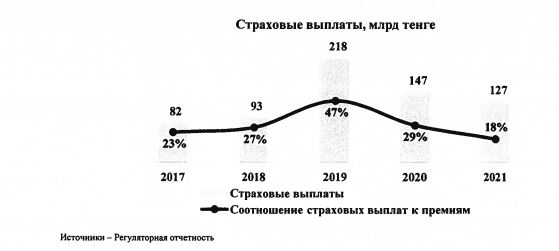 Страховые выплаты, млрд тенге
218
147
127
93
82
47%
18%
29%
27%
23%
2017 2018 2019 2020 2021
Страховые выплаты
Соотношение страховых выплат к премиям
Источники – Регуляторная отчетность